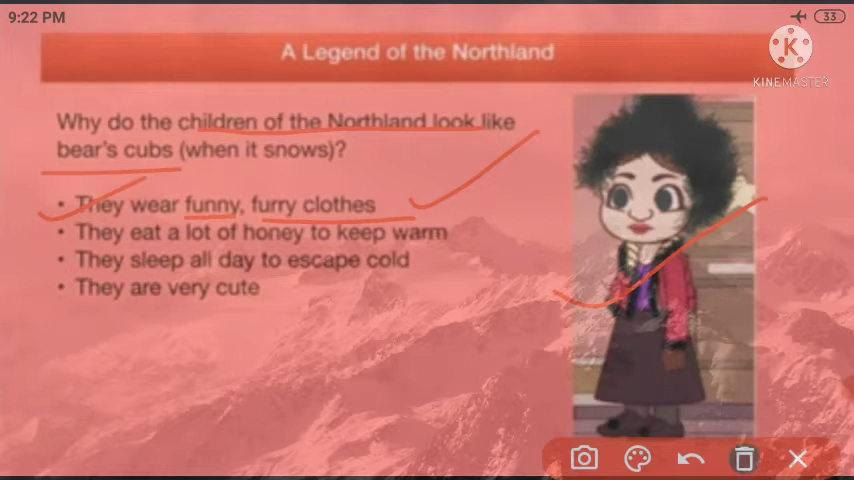 9:22 PM
33
A Legend of the Northland
K
KINEMASTER
Why do the children of the Northland look like
bear's cubs (when it snows)?
• They wear funny, furry clothes
• They eat a lot of honey to keep warm
• They sleep all day to escape cold
• They are very cute